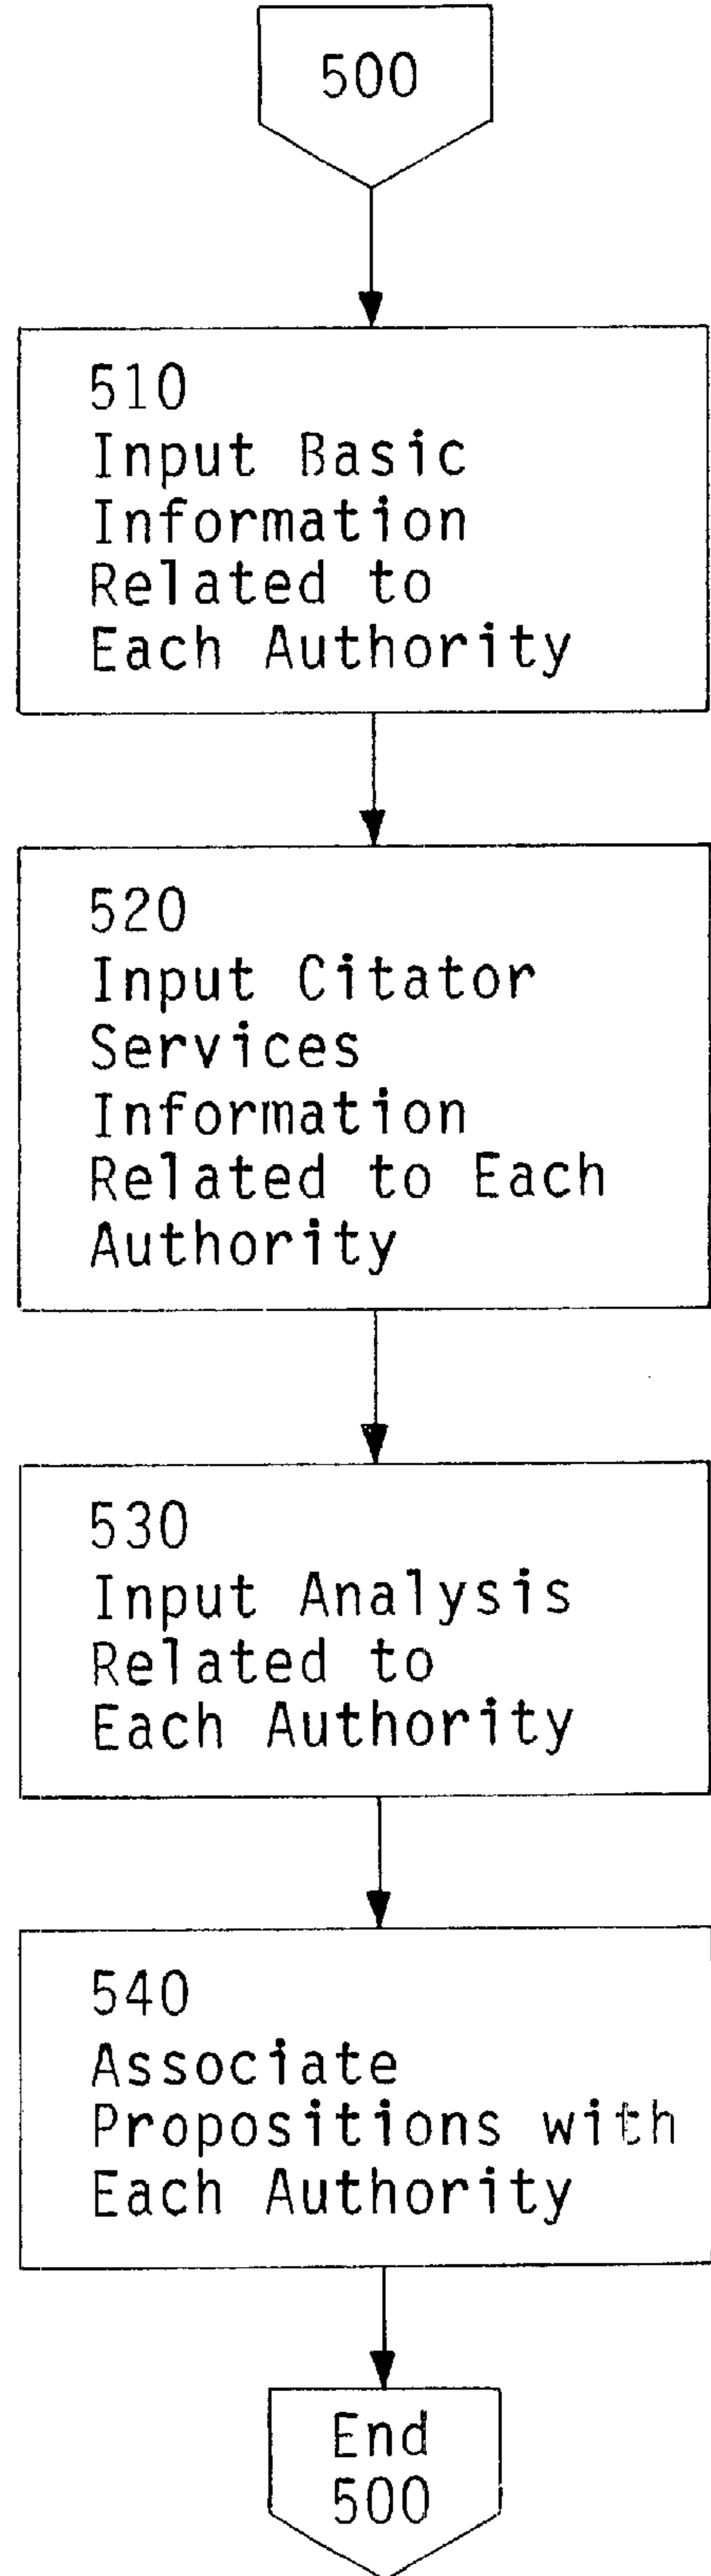 500
510
Input Basic
Information
Related to
Each Authority
520
Input Citator
Services
Information
Related to Each
Authority
530
Input Analysis
Related to
Each Authority
540
Associate
Propositions with
Each Authority
End
500